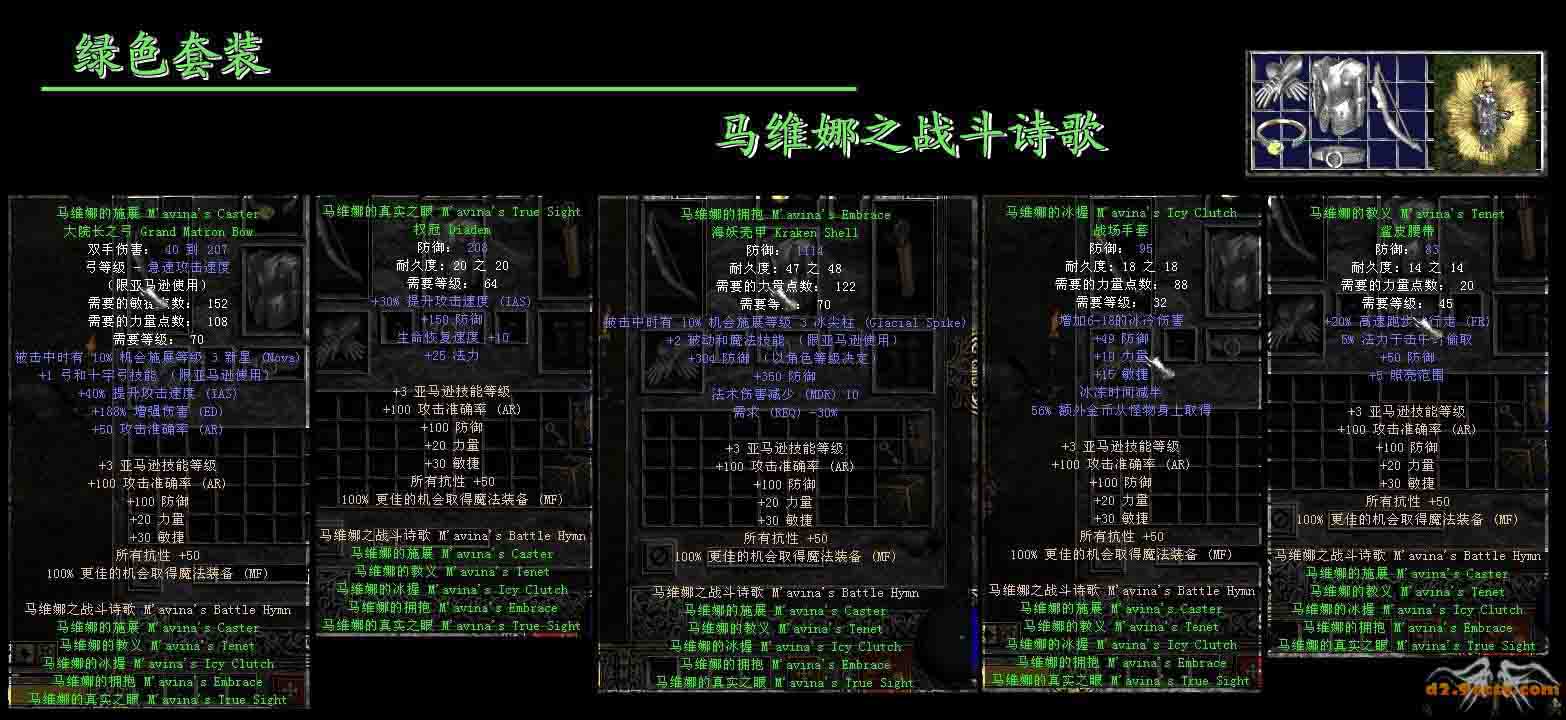 绿色套装
马维娜之战斗诗歌
马维娜的施展 M'avina's Caster
大院长之弓 Grand Matron Bow
双手伤害: 40 到 207
弓等级 - 急速攻击速度
(限亚马逊使用)
需要的敏捷点数: 152
需要的力量点数: 108
需要等级: 70
被击中时有 10% 机会施展等级 3 新星 (Nova)
+1 弓和十字弓技能 (限亚马逊使用)
+40% 提升攻击速度 (IAS)
+188% 增强伤害 (ED)
+50 攻击准确率 (AR)
+3 亚马逊技能等级
+100 攻击准确率 (AR)
+100 防御
+20 力量
+30 敏捷
所有抗性 +50
100% 更佳的机会取得魔法装备 (MF)
马维娜之战斗诗歌 M'avina's Battle Hymn
马维娜的施展 M'avina's Caster
马维娜的教义 M'avina's Tenet
马维娜的冰握 M'avina's Icy Clutch
马维娜的拥抱 M'avina's Embrace
马维娜的真实之眼 M'avina's True Sight
马维娜的真实之眼 M'avina's True Sight
权冠 Diadem
防御: 208
耐久度: 20 之 20
需要等级: 64
+30% 提升攻击速度 (IAS)
+150 防御
生命恢复速度 +10
+25 法力
+3 亚马逊技能等级
+100 攻击准确率 (AR)
+100 防御
+20 力量
+30 敏捷
所有抗性 +50
100% 更佳的机会取得魔法装备 (MF)
马维娜之战斗诗歌 M'avina's Battle Hymn
马维娜的施展 M'avina's Caster
马维娜的教义 M'avina's Tenet
马维娜的冰握 M'avina's Icy Clutch
马维娜的拥抱 M'avina's Embrace
马维娜的真实之眼 M'avina's True Sight
马维娜的拥抱 M'avina's Embrace
海妖壳甲 Kraken Shell
防御: 1114
耐久度: 47 之 48
需要的力量点数: 122
需要等级: 70
被击中时有 10% 机会施展等级 3 冰尖柱 (Glacial Spike)
+2 被动和魔法技能 (限亚马逊使用)
+304 防御 (以角色等级决定)
+350 防御
法术伤害减少 (MDR) 10
需求 (REQ) -30%
+3 亚马逊技能等级
+100 攻击准确率 (AR)
+100 防御
+20 力量
+30 敏捷
所有抗性 +50
100% 更佳的机会取得魔法装备 (MF)
马维娜之战斗诗歌 M'avina's Battle Hymn
马维娜的施展 M'avina's Caster
马维娜的教义 M'avina's Tenet
马维娜的冰握 M'avina's Icy Clutch
马维娜的拥抱 M'avina's Embrace
马维娜的真实之眼 M'avina's True Sight
马维娜的冰握 M'avina's Icy Clutch
战场手套
防御: 95
耐久度: 18 之 18
需要的力量点数: 88
需要等级: 32
增加6-18的冰冷伤害
+49 防御
+10 力量
+15 敏捷
冰冻时间减半
56% 额外金币从怪物身上取得
+3 亚马逊技能等级
+100 攻击准确率 (AR)
+100 防御
+20 力量
+30 敏捷
所有抗性 +50
100% 更佳的机会取得魔法装备 (MF)
马维娜之战斗诗歌 M'avina's Battle Hymn
马维娜的施展 M'avina's Caster
马维娜的教义 M'avina's Tenet
马维娜的冰握 M'avina's Icy Clutch
马维娜的拥抱 M'avina's Embrace
马维娜的真实之眼 M'avina's True Sight
马维娜的教义 M'avina's Tenet
鲨皮腰带
防御: 83
耐久度: 14 之 14
需要的力量点数: 20
需要等级: 45
+20% 高速跑步/行走 (FR)
5% 法力于击中时偷取
+50 防御
+5 照亮范围
+3 亚马逊技能等级
+100 攻击准确率 (AR)
+100 防御
+20 力量
+30 敏捷
所有抗性 +50
100% 更佳的机会取得魔法装备 (MF)
马维娜之战斗诗歌 M'avina's Battle Hymn
马维娜的施展 M'avina's Caster
马维娜的教义 M'avina's Tenet
马维娜的冰握 M'avina's Icy Clutch
马维娜的拥抱 M'avina's Embrace
马维娜的真实之眼 M'avina's True Sight